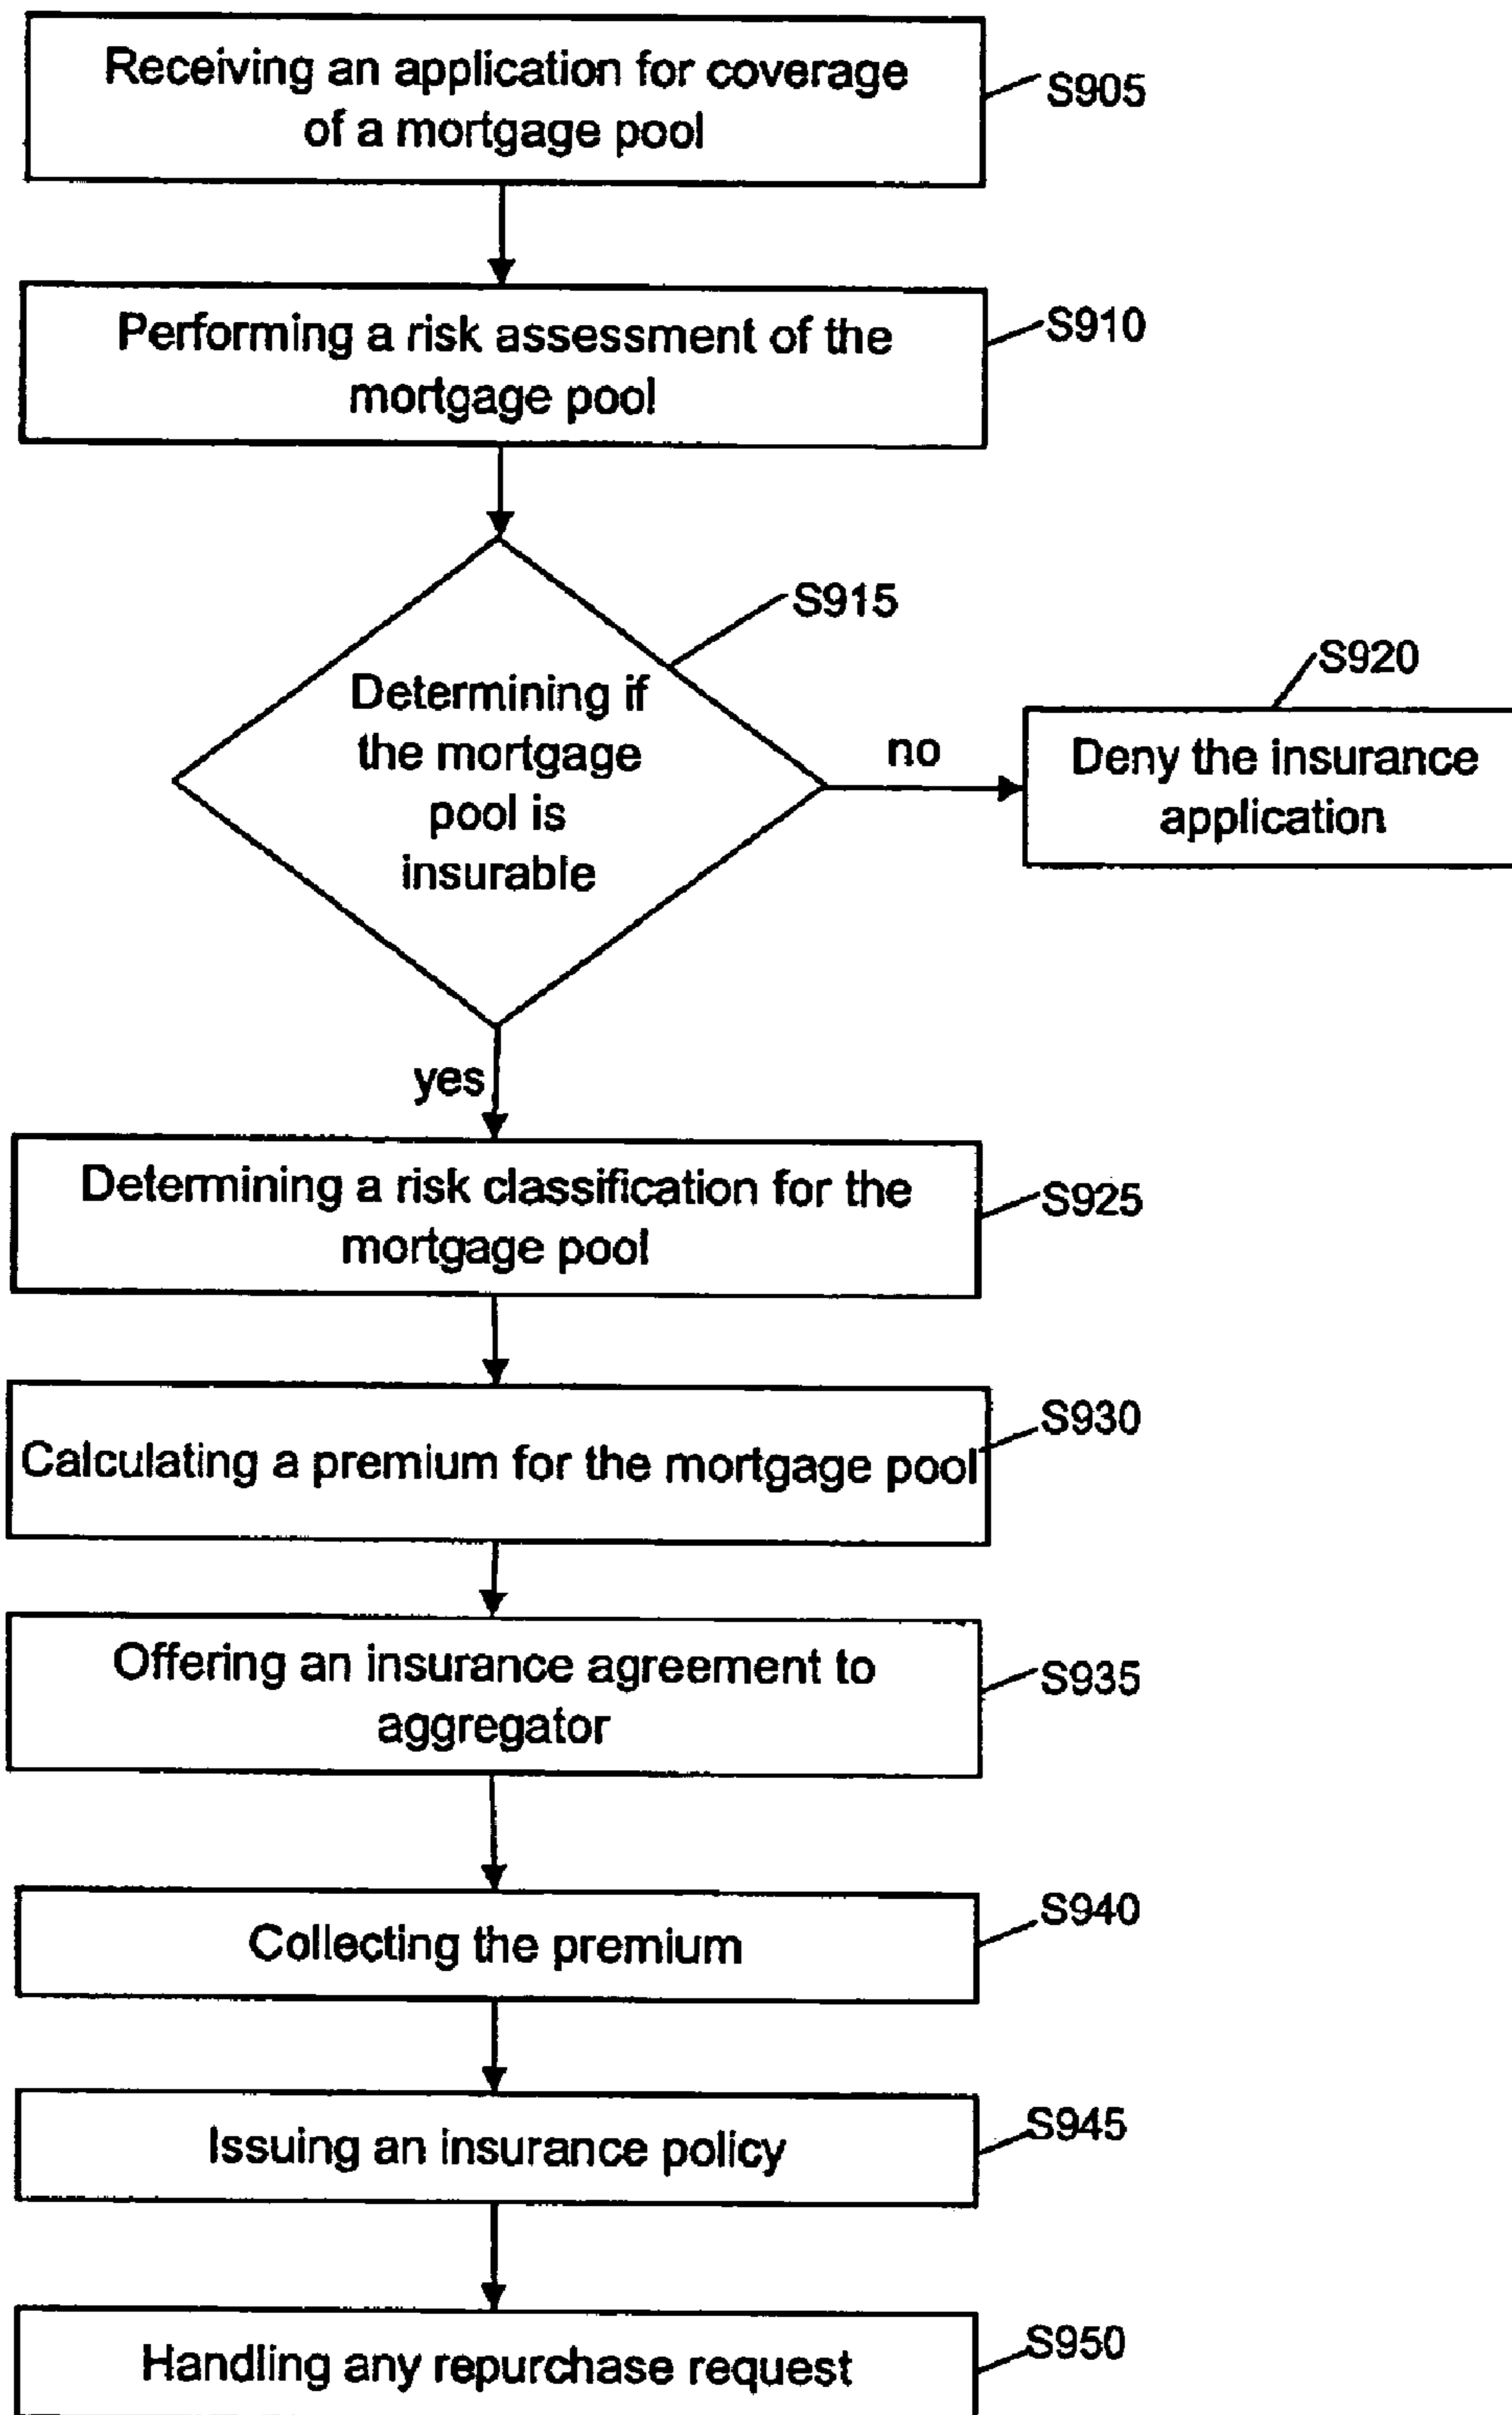 Receiving an application for coverage
of a mortgage pool
S905
Performing a risk assessment of the
mortgage pool
S910
S915
Determining if
the mortgage
pool is
insurable
no
S920
Deny the insurance
application
yes
Determining a risk classification for the
mortgage pool
S925
Calculating a premium for the mortgage pool
S930
Offering an insurance agreement to
aggregator
S935
Collecting the premium
S940
Issuing an insurance policy
S945
Handling any repurchase request
S950